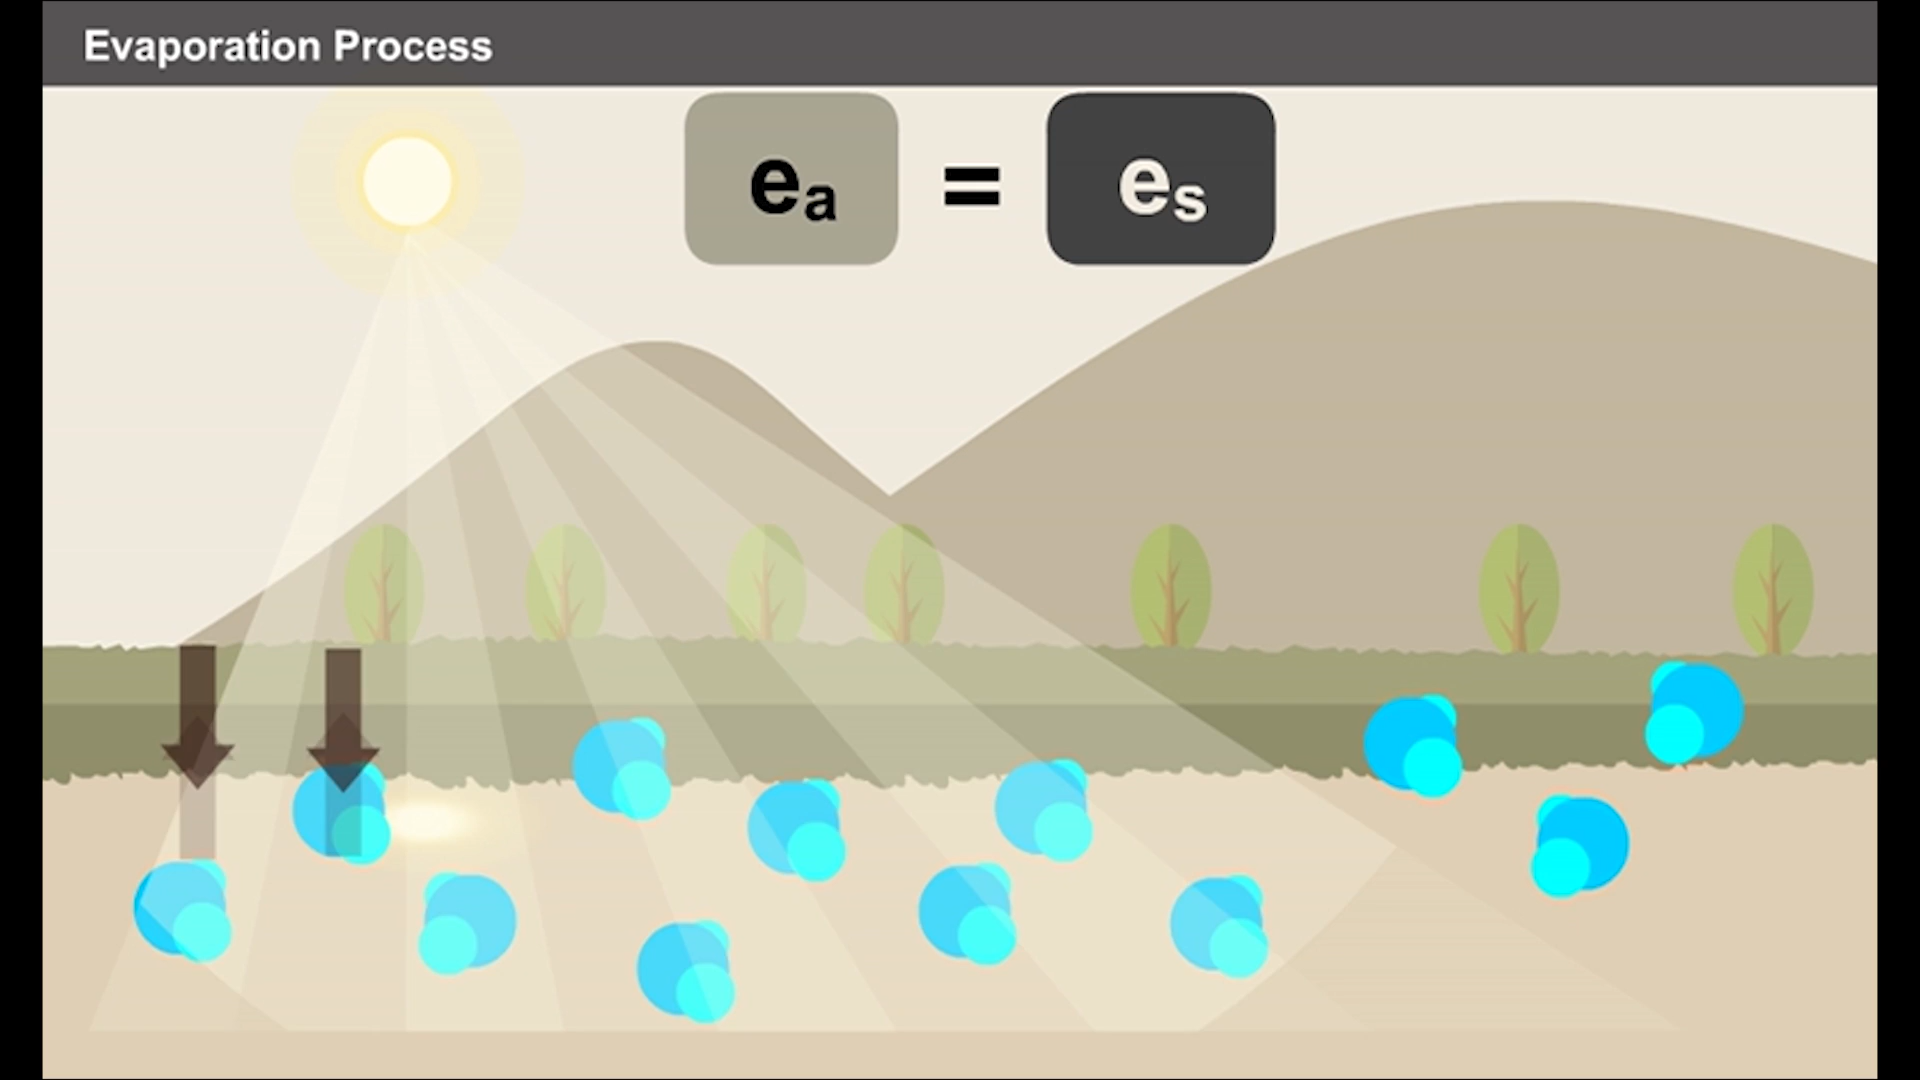 Evaporation Process
ea = es